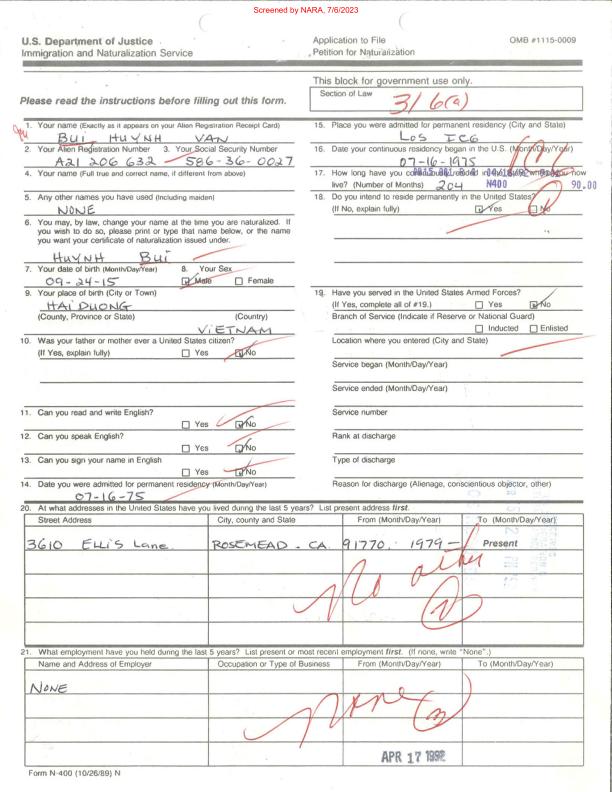 Screened by NARA, 7/6/2023
U.S. Department of Justice
Immigration and Naturalization Service
Application to File
Petition for Naturalization
OMB #1115-0009
Please read the instructions before filling out this form.
This block for government use only.
Section of Law
316(a)
1. Your name (Exactly as it appears on your Alien Registration Receipt Card)
BUI HUYNH VAN
2. Your Alien Registration Number 3. Your Social Security Number
A21 206 632 586-36-0027
4. Your name (Full true and correct name, if different from above)
5. Any other names you have used (Including maiden)
NONE
6. You may, by law, change your name at the time you are naturalized. If
you wish to do so, please print or type that name below, or the name
you want your certificate of naturalization issued under.
HUYNH BUI
7. Your date of birth (Month/Day/Year) 8. Your Sex
09-24-15 Male Female
9. Your place of birth (City or Town)
HAI DUONG
(County, Province or State) (Country)
VIETNAM
10. Was your father or mother ever a United States citizen?
(If Yes, explain fully) Yes No
11. Can you read and write English?
Yes No
12. Can you speak English?
Yes No
13. Can you sign your name in English
Yes No
14. Date you were admitted for permanent residency (Month/Day/Year)
07-16-75
15. Place you were admitted for permanent residency (City and State)
LOS ICG
16. Date your continuous residency began in the U.S. (Month/Day/Year)
07-16-1975
17. How long have you
now
live? (Number of Months) 204 N400 90.00
18. Do you intend to reside permanently in the United States?
(If No, explain fully) Yes No
19. Have you served in the United States Armed Forces?
(If Yes, complete all of #19.) Yes No
Branch of Service (Indicate if Reserve or National Guard)
Inducted Enlisted
Location where you entered (City and State)
Service began (Month/Day/Year)
Service ended (Month/Day/Year)
Service number
Rank at discharge
Type of discharge
Reason for discharge (Alienage, conscientious objector, other)
20. At what addresses in the United States have you lived during the last 5 years? List present address first.
Street Address City, county and State From (Month/Day/Year) To (Month/Day/Year)
3610 ELLIS Lane. ROSEMEAD - CA. 91770. 1979 - Present
No other
21. What employment have you held during the last 5 years? List present or most recent employment first. (If none, write "None".)
Name and Address of Employer Occupation or Type of Business From (Month/Day/Year) To (Month/Day/Year)
NONE
None
APR 17 1992
Form N-400 (10/26/89) N